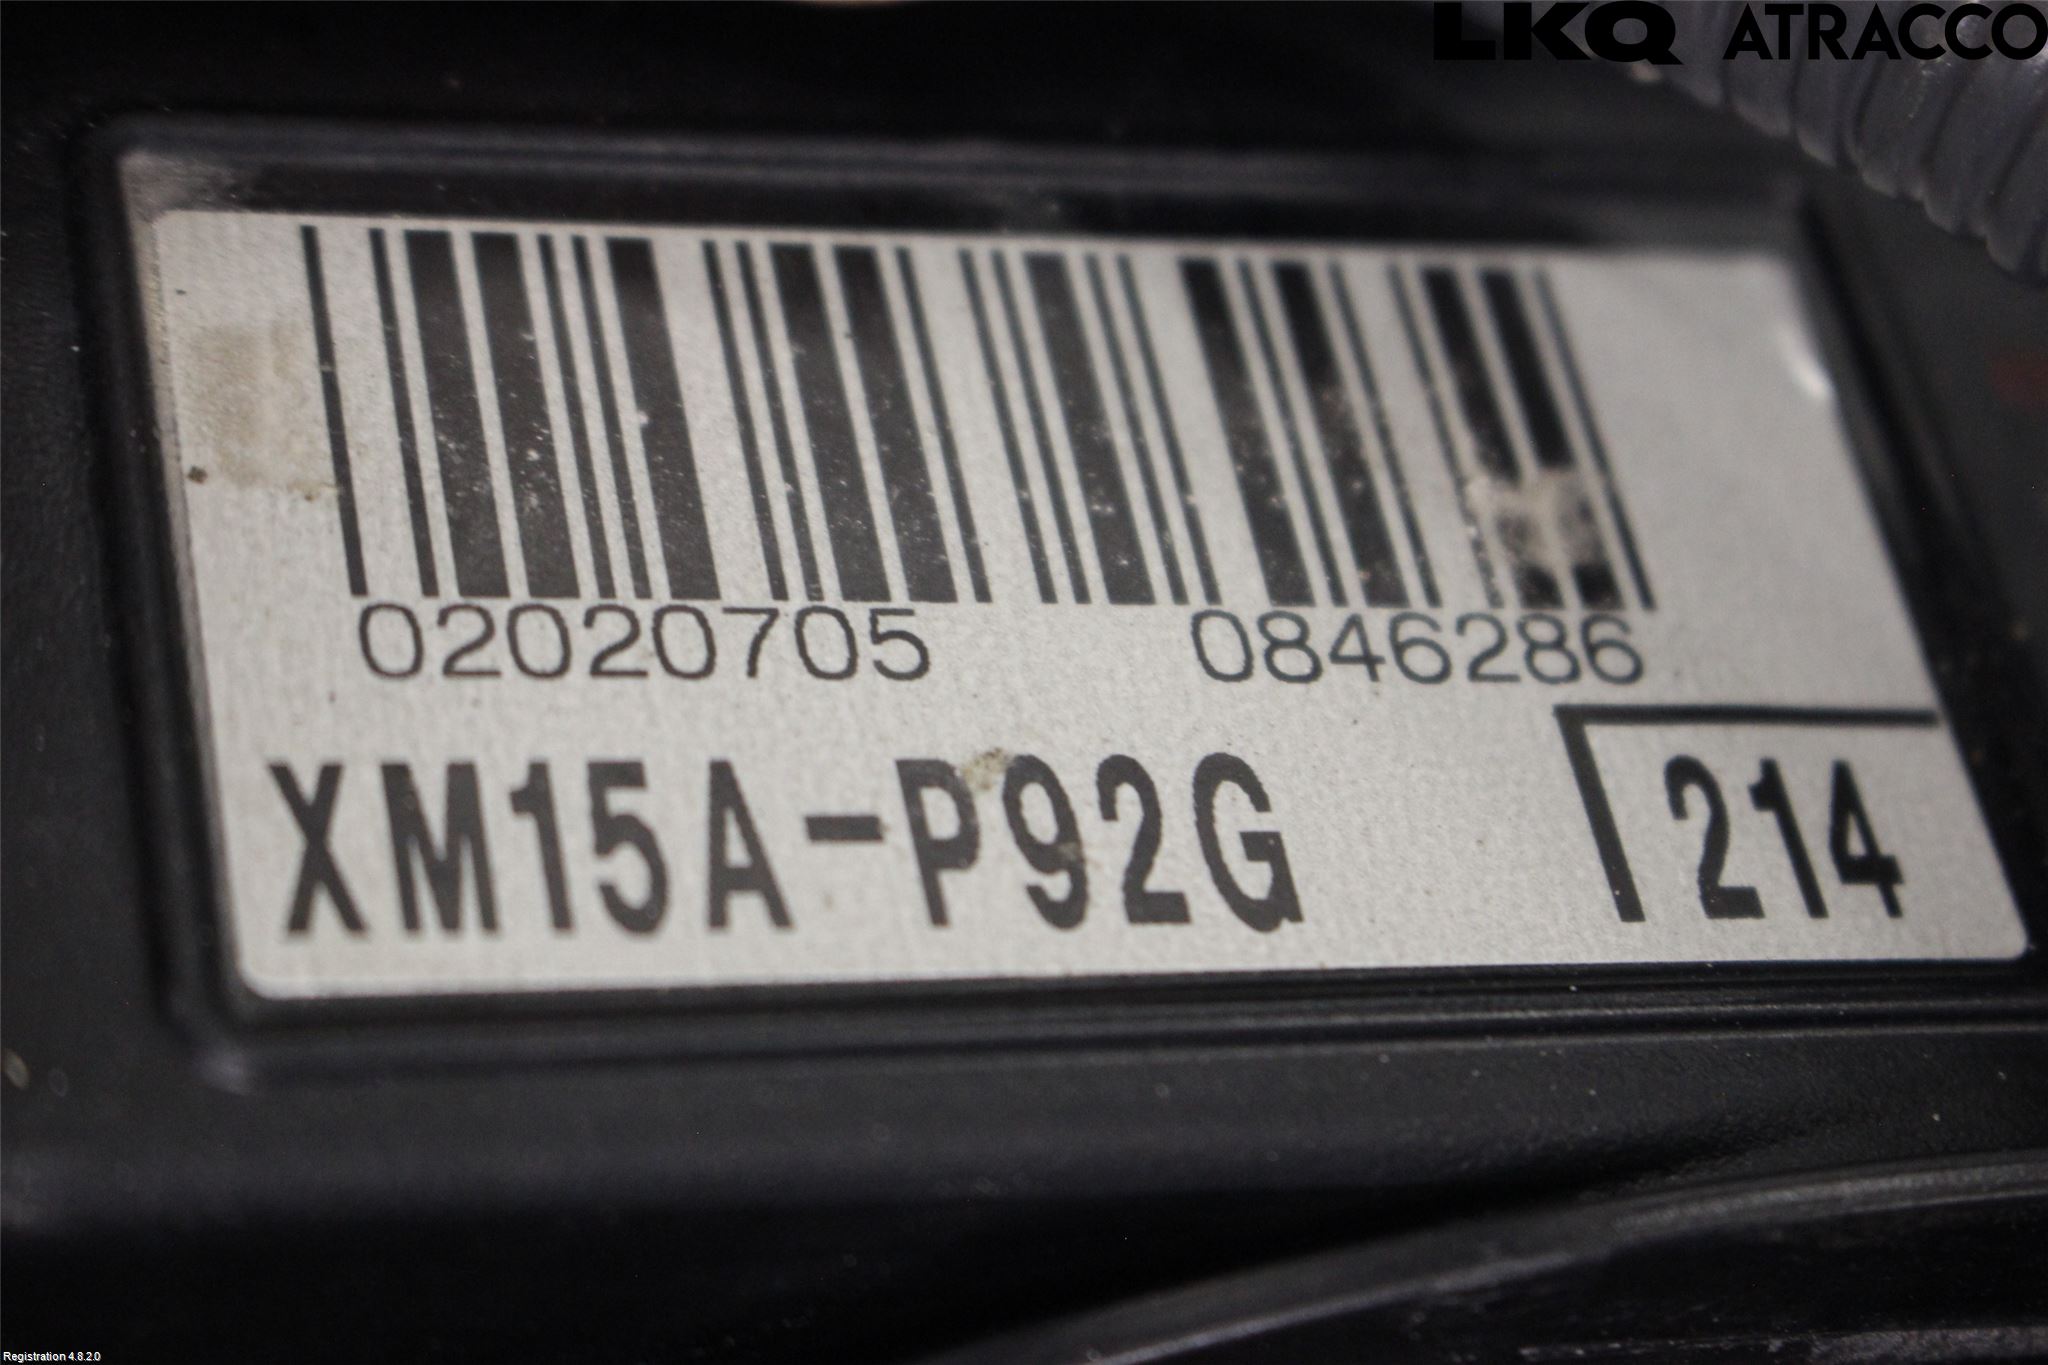 LKQ ATRACCO
02020705 0846286
XM15A-P92G 214
Registration 4.8.2.0